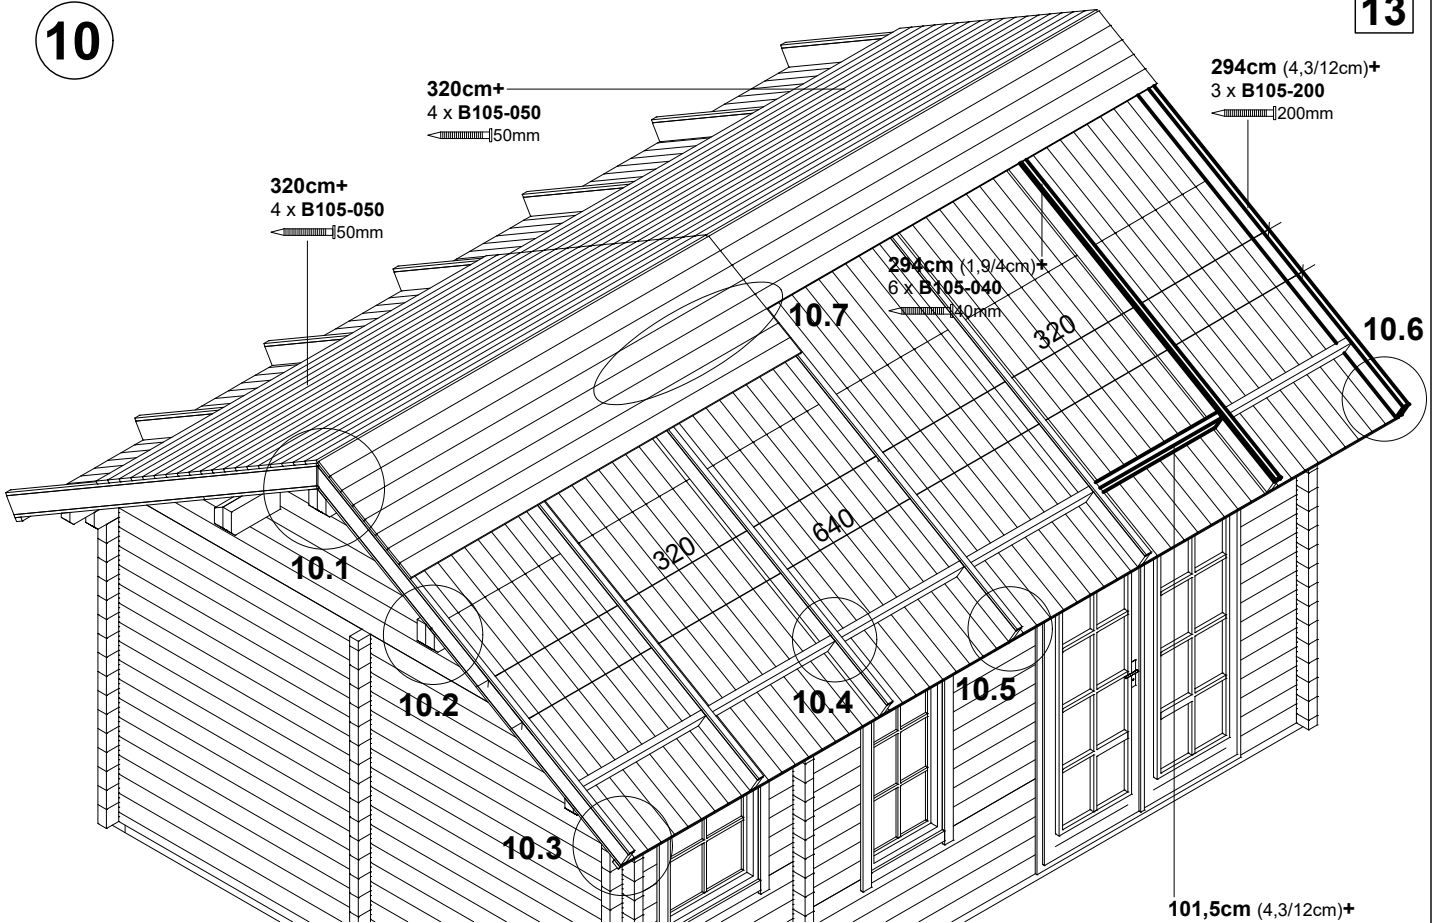 10
13
320cm+
4 x B105-050
50mm
294cm (4,3/12cm)+
3 x B105-200
200mm
320cm+
4 x B105-050
50mm
294cm (1,9/4cm)+
6 x B105-040
40mm
10.7
320
10.6
640
320
10.1
10.2
10.4
10.5
10.3
101,5cm (4,3/12cm)+